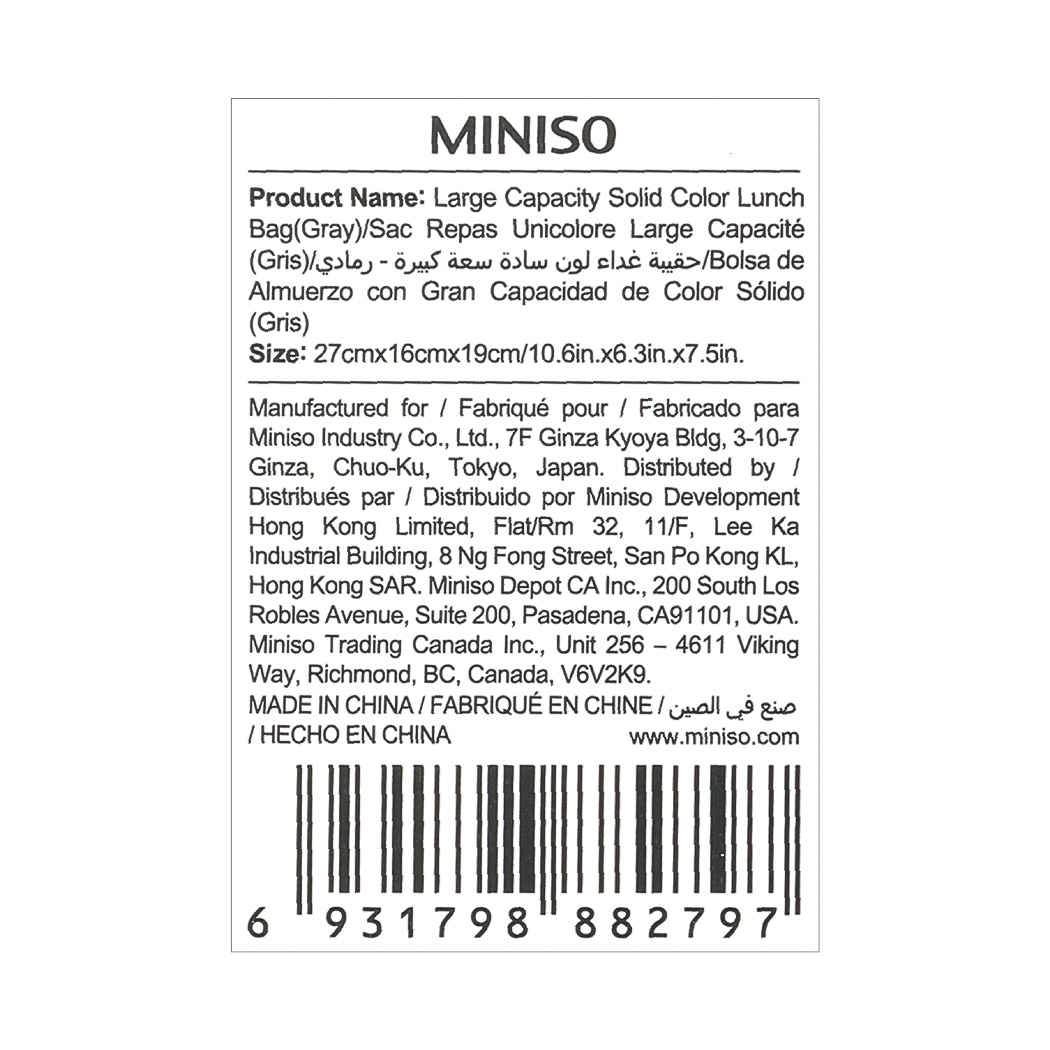 MINISO
Product Name: Large Capacity Solid Color Lunch
Bag(Gray)/Sac Repas Unicolore Large Capacité
(Gris)/حقيبة غداء لون سادة سعة كبيرة - رمادي/Bolsa de
Almuerzo con Gran Capacidad de Color Sólido
(Gris)
Size: 27cmx16cmx19cm/10.6in.x6.3in.x7.5in.
Manufactured for / Fabriqué pour / Fabricado para
Miniso Industry Co., Ltd., 7F Ginza Kyoya Bldg, 3-10-7
Ginza, Chuo-Ku, Tokyo, Japan. Distributed by /
Distribués par / Distribuido por Miniso Development
Hong Kong Limited, Flat/Rm 32, 11/F, Lee Ka
Industrial Building, 8 Ng Fong Street, San Po Kong KL,
Hong Kong SAR. Miniso Depot CA Inc., 200 South Los
Robles Avenue, Suite 200, Pasadena, CA91101, USA.
Miniso Trading Canada Inc., Unit 256 – 4611 Viking
Way, Richmond, BC, Canada, V6V2K9.
MADE IN CHINA / FABRIQUÉ EN CHINE / صنع في الصين
/ HECHO EN CHINA www.miniso.com
6 931798 882797